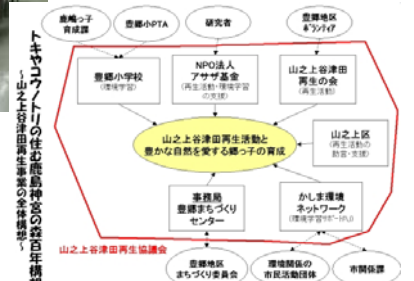 トキやコウノトリの住む鹿島神宮の森百年構想
～山之上谷津田再生事業の全体構想～
鹿嶋っ子
育成課
豊郷小PTA
研究者
豊郷地区
ボランティア
豊郷小学校
(環境学習)
NPO法人
アサザ基金
(再生活動・環境学習
の支援)
山之上谷津田
再生の会
(再生活動)
山之上谷津田再生活動と
豊かな自然を愛する郷っ子の育成
山之上区
(再生活動の
助言・支援)
事務局
豊郷まちづくり
センター
かしま環境
ネットワーク
山之上谷津田再生協議会
豊郷地区
まちづくり委員会
環境関係の
市民活動団体
市関係課